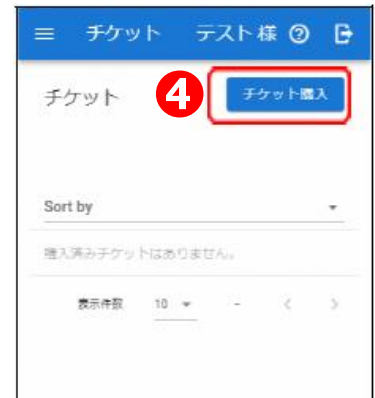 チケット テスト様
チケット
4 チケット購入
Sort by
購入済みチケットはありません。
表示件数 10 -